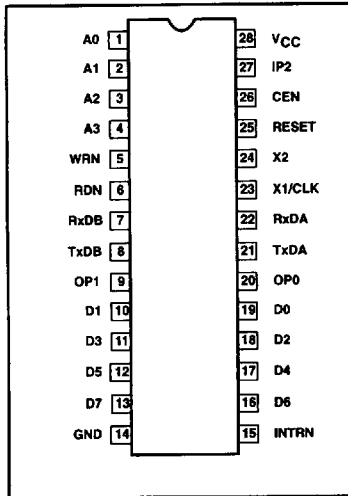 A0 1 28 VCC
A1 2 27 IP2
A2 3 26 CEN
A3 4 25 RESET
WRN 5 24 X2
RDN 6 23 X1/CLK
RxDB 7 22 RxDA
TxDB 8 21 TxDA
OP1 9 20 OP0
D1 10 19 D0
D3 11 18 D2
D5 12 17 D4
D7 13 16 D6
GND 14 15 INTRN